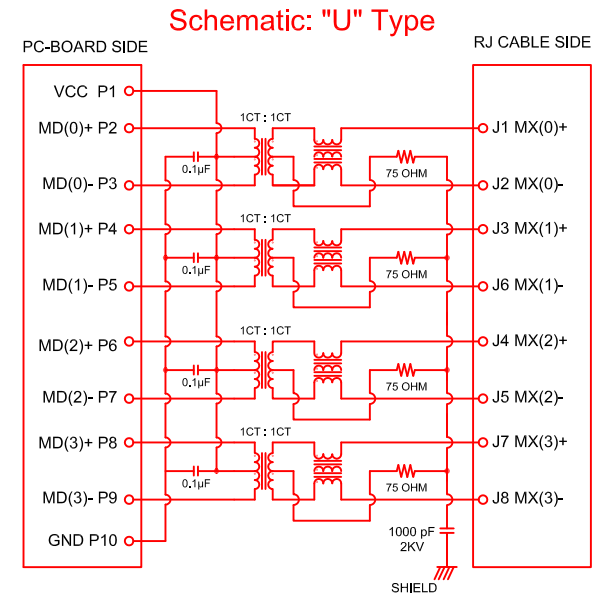 Schematic: "U" Type
PC-BOARD SIDE
RJ CABLE SIDE
VCC P1
1CT : 1CT
MD(0)+ P2
J1 MX(0)+
0.1µF
75 OHM
MD(0)- P3
J2 MX(0)-
1CT : 1CT
MD(1)+ P4
J3 MX(1)+
0.1µF
75 OHM
MD(1)- P5
J6 MX(1)-
1CT : 1CT
MD(2)+ P6
J4 MX(2)+
0.1µF
75 OHM
MD(2)- P7
J5 MX(2)-
1CT : 1CT
MD(3)+ P8
J7 MX(3)+
0.1µF
75 OHM
MD(3)- P9
J8 MX(3)-
GND P10
1000 pF
2KV
SHIELD